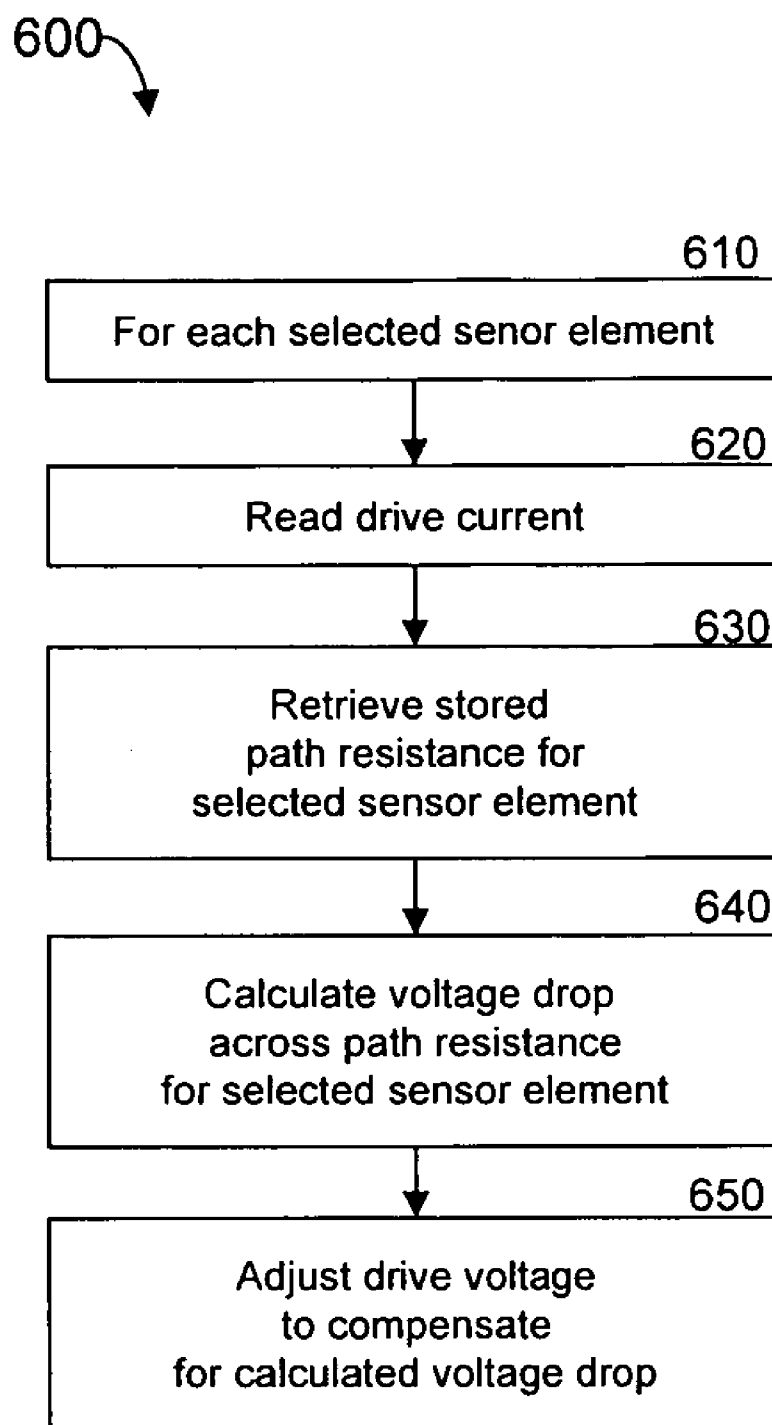 600
610
For each selected senor element
620
Read drive current
630
Retrieve stored
path resistance for
selected sensor element
640
Calculate voltage drop
across path resistance
for selected sensor element
650
Adjust drive voltage
to compensate
for calculated voltage drop